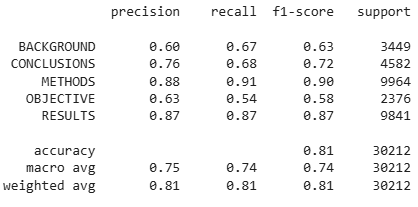 precision recall f1-score support
BACKGROUND 0.60 0.67 0.63 3449
CONCLUSIONS 0.76 0.68 0.72 4582
METHODS 0.88 0.91 0.90 9964
OBJECTIVE 0.63 0.54 0.58 2376
RESULTS 0.87 0.87 0.87 9841
accuracy 0.81 30212
macro avg 0.75 0.74 0.74 30212
weighted avg 0.81 0.81 0.81 30212